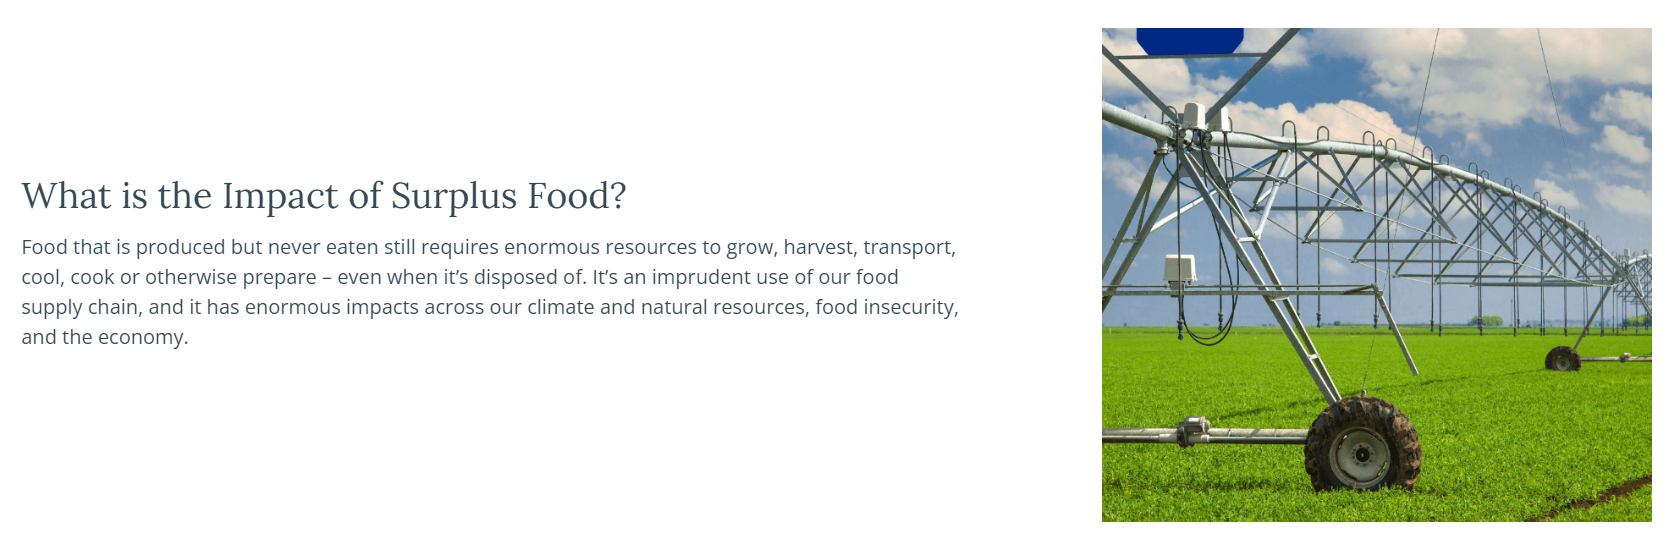 What is the Impact of Surplus Food?
Food that is produced but never eaten still requires enormous resources to grow, harvest, transport,
cool, cook or otherwise prepare – even when it’s disposed of. It’s an imprudent use of our food
supply chain, and it has enormous impacts across our climate and natural resources, food insecurity,
and the economy.